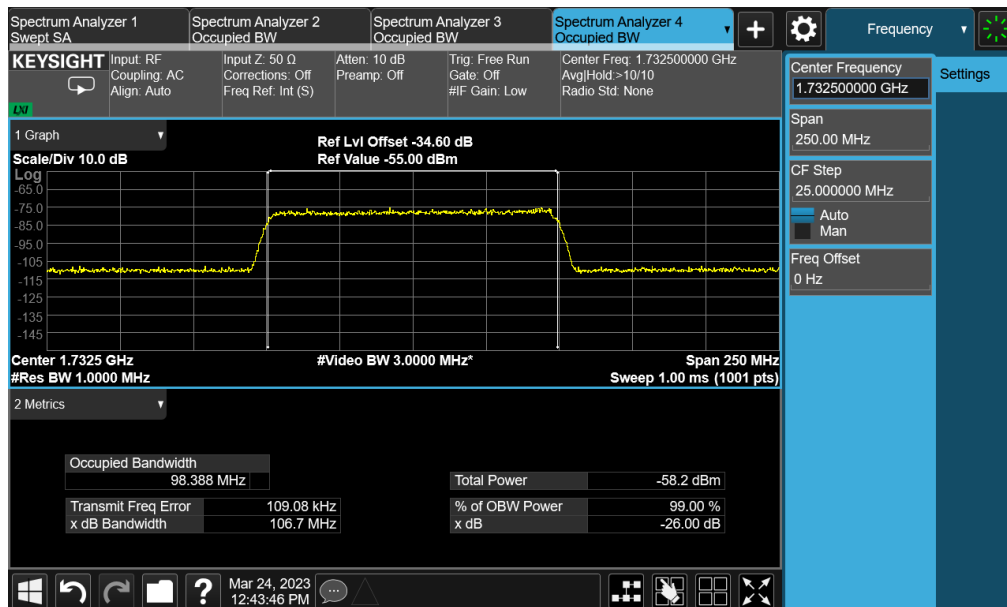 Spectrum Analyzer 1
Swept SA
Spectrum Analyzer 2
Occupied BW
Spectrum Analyzer 3
Occupied BW
Spectrum Analyzer 4
Occupied BW
Frequency
KEYSIGHT
LXI
Input: RF
Coupling: AC
Align: Auto
Input Z: 50 Ω
Corrections: Off
Freq Ref: Int (S)
Atten: 10 dB
Preamp: Off
Trig: Free Run
Gate: Off
#IF Gain: Low
Center Freq: 1.732500000 GHz
Avg|Hold:>10/10
Radio Std: None
Center Frequency
1.732500000 GHz
Settings
Span
250.00 MHz
CF Step
25.000000 MHz
Auto
Man
Freq Offset
0 Hz
1 Graph
Scale/Div 10.0 dB
Ref Lvl Offset -34.60 dB
Ref Value -55.00 dBm
Log
-65.0
-75.0
-85.0
-95.0
-105
-115
-125
-135
-145
Center 1.7325 GHz
#Video BW 3.0000 MHz*
Span 250 MHz
#Res BW 1.0000 MHz
Sweep 1.00 ms (1001 pts)
2 Metrics
Occupied Bandwidth
98.388 MHz
Total Power -58.2 dBm
Transmit Freq Error 109.08 kHz
% of OBW Power 99.00 %
x dB Bandwidth 106.7 MHz
x dB -26.00 dB
?
Mar 24, 2023
12:43:46 PM